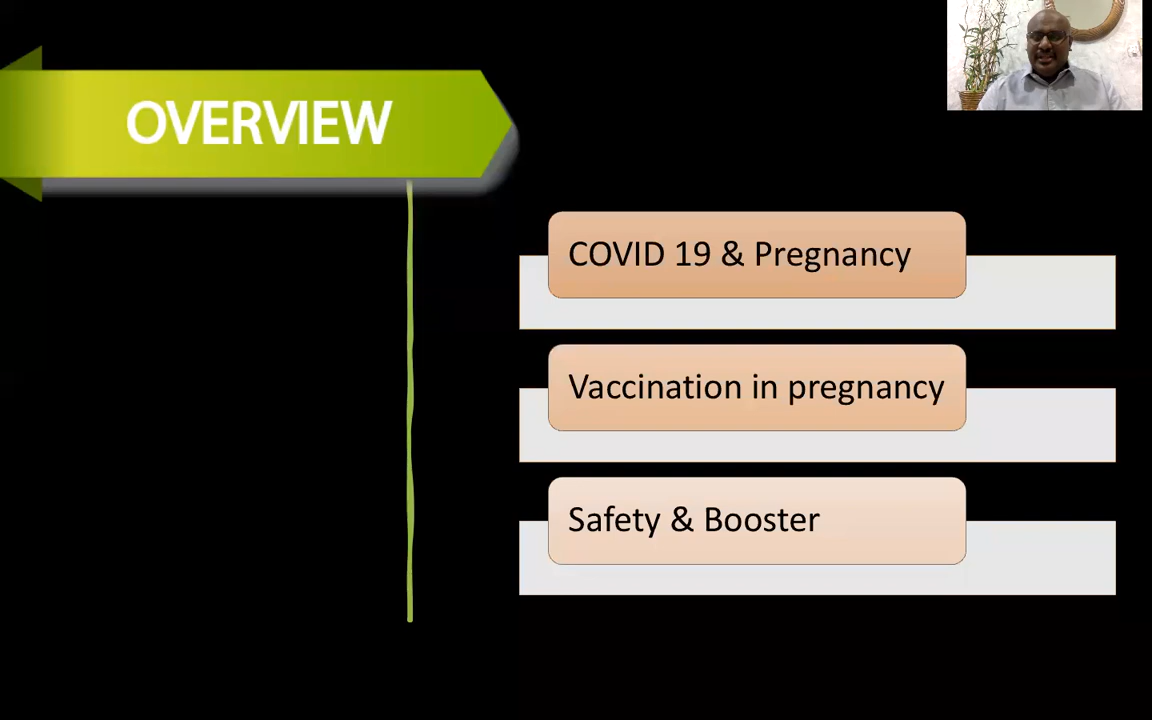 OVERVIEW
COVID 19 & Pregnancy
Vaccination in pregnancy
Safety & Booster